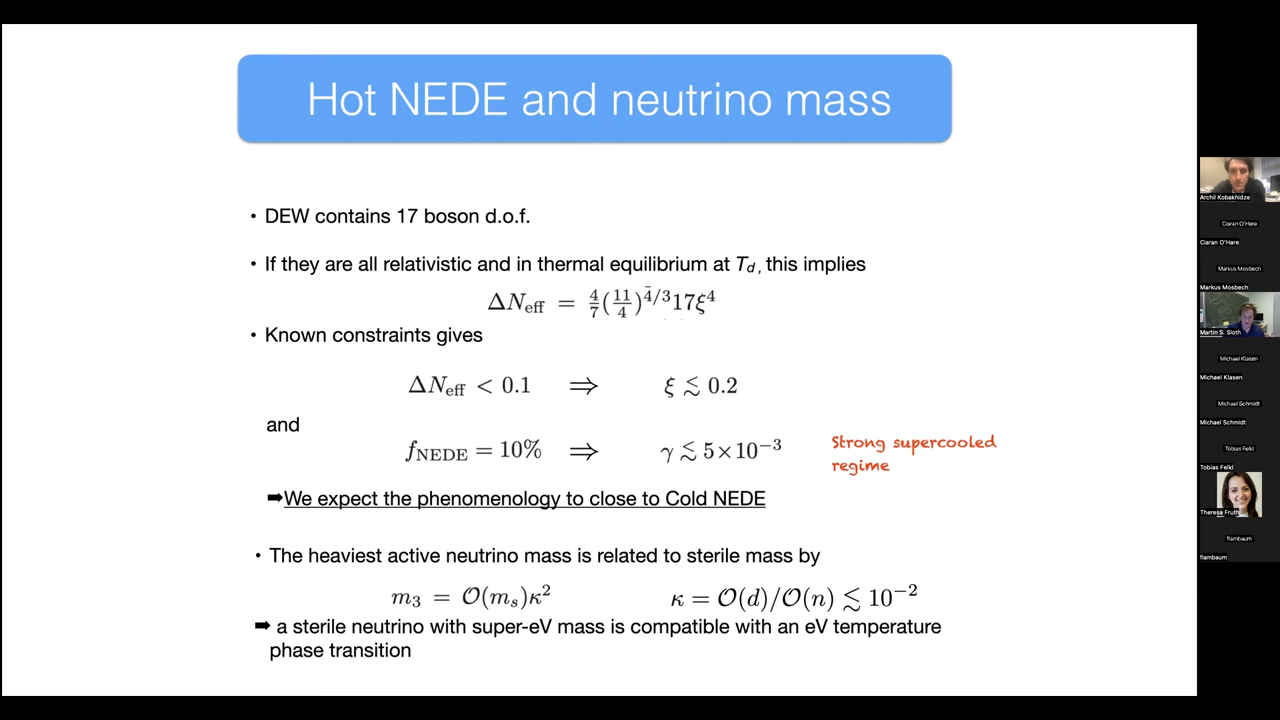 Hot NEDE and neutrino mass
• DEW contains 17 boson d.o.f.
• If they are all relativistic and in thermal equilibrium at T_d, this implies
ΔN_eff = 4/7(11/4)^4/3 17ξ^4
• Known constraints gives
ΔN_eff < 0.1 ⇒ ξ ≲ 0.2
and
f_NEDE = 10% ⇒ γ ≲ 5×10^−3
Strong supercooled
regime
➡We expect the phenomenology to close to Cold NEDE
• The heaviest active neutrino mass is related to sterile mass by
m_3 = O(m_s)κ^2 κ = O(d)/O(n) ≲ 10^−2
➡ a sterile neutrino with super-eV mass is compatible with an eV temperature
phase transition
Archil Kobakhidze
Ciaran O'Hare
Ciaran O'Hare
Markus Mosbech
Markus Mosbech
Martin S. Sloth
Michael Klasen
Michael Klasen
Michael Schmidt
Michael Schmidt
Tobias Felkl
Tobias Felkl
Theresa Fruth
flambaum
flambaum